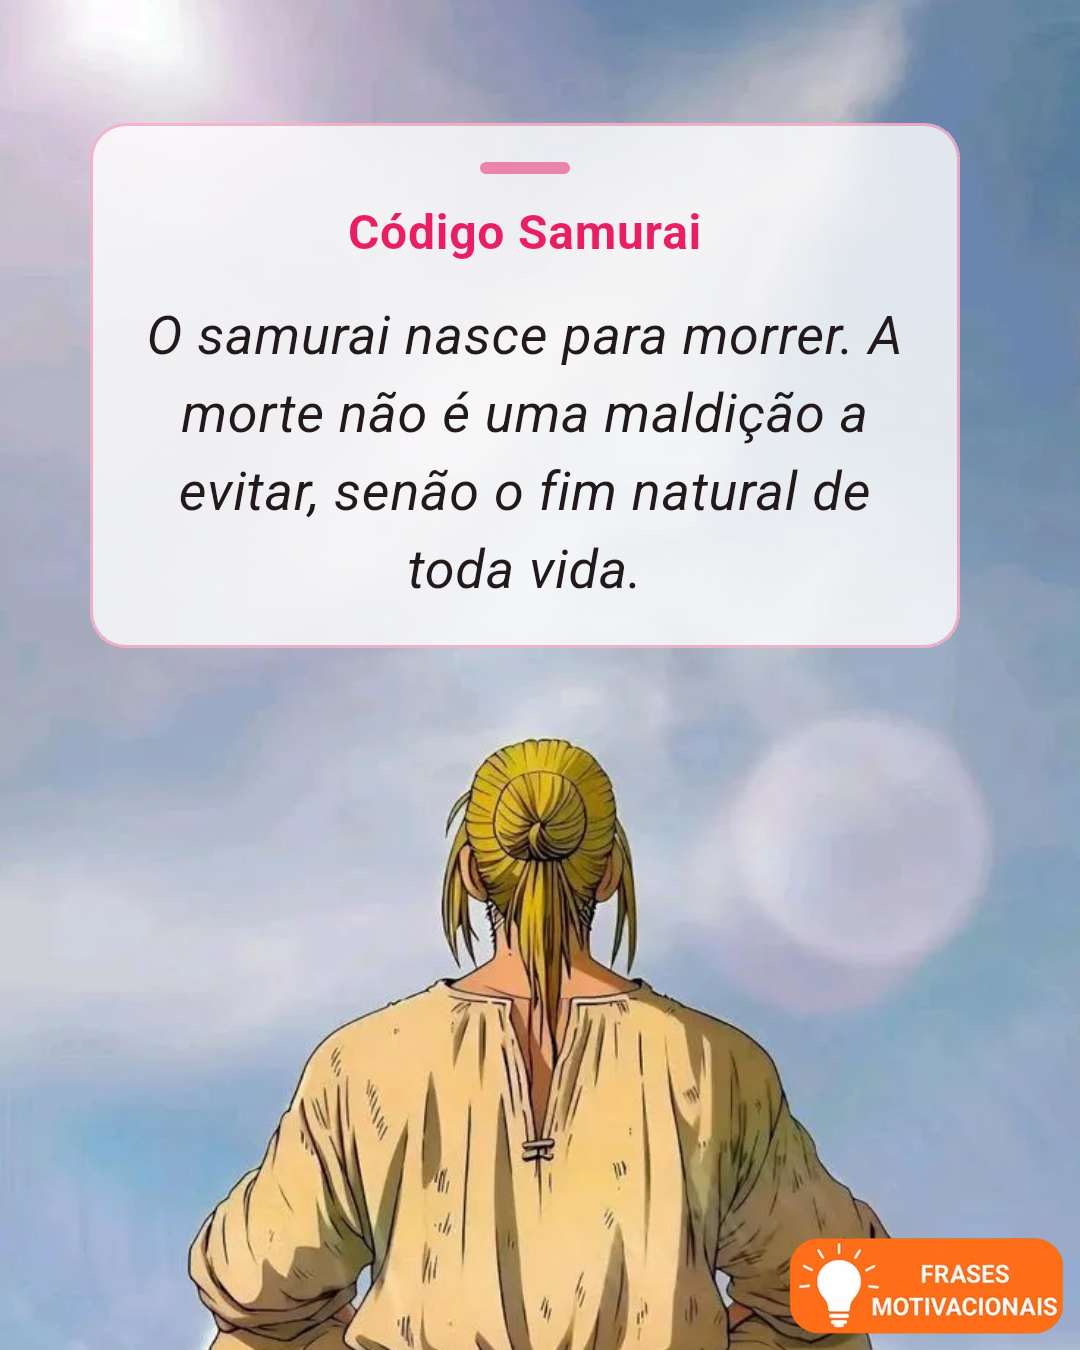 Código Samurai
O samurai nasce para morrer. A
morte não é uma maldição a
evitar, senão o fim natural de
toda vida.
FRASES
MOTIVACIONAIS